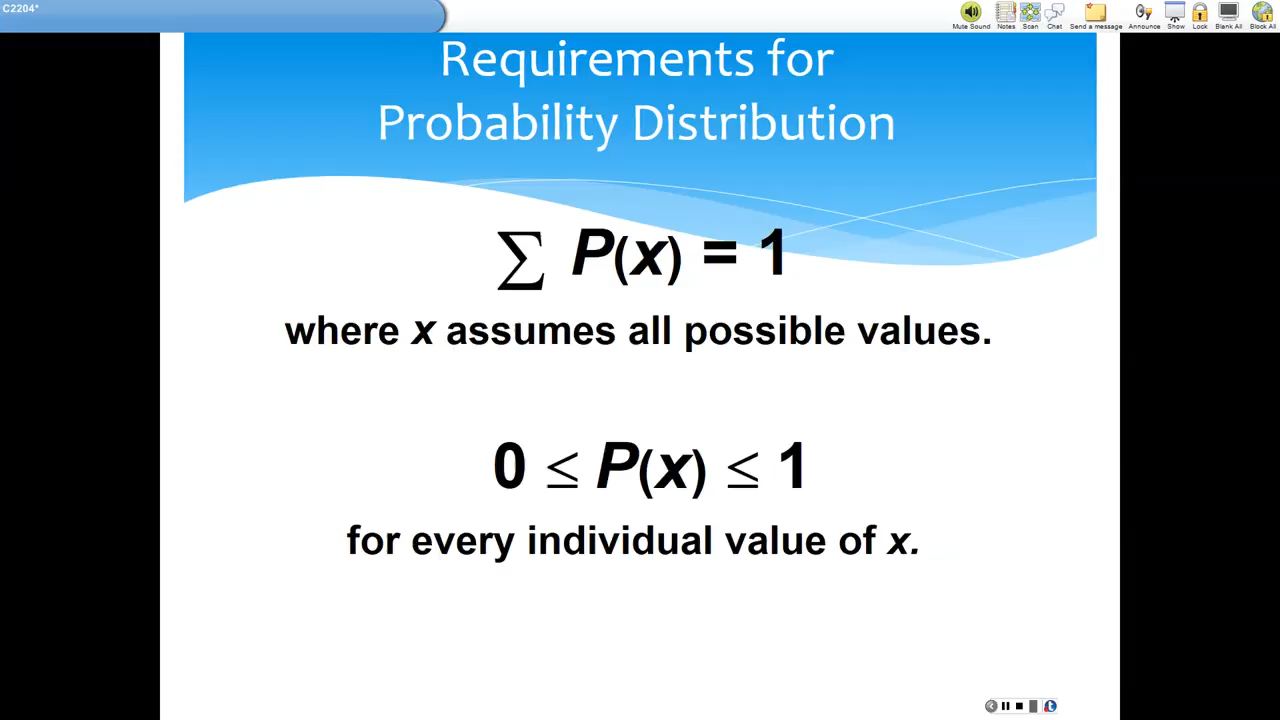 C2204*
Mute Sound Notes Scan Chat Send a message Announce Show Lock Blank All Block All
Requirements for
Probability Distribution
∑ P(x) = 1
where x assumes all possible values.
0 ≤ P(x) ≤ 1
for every individual value of x.